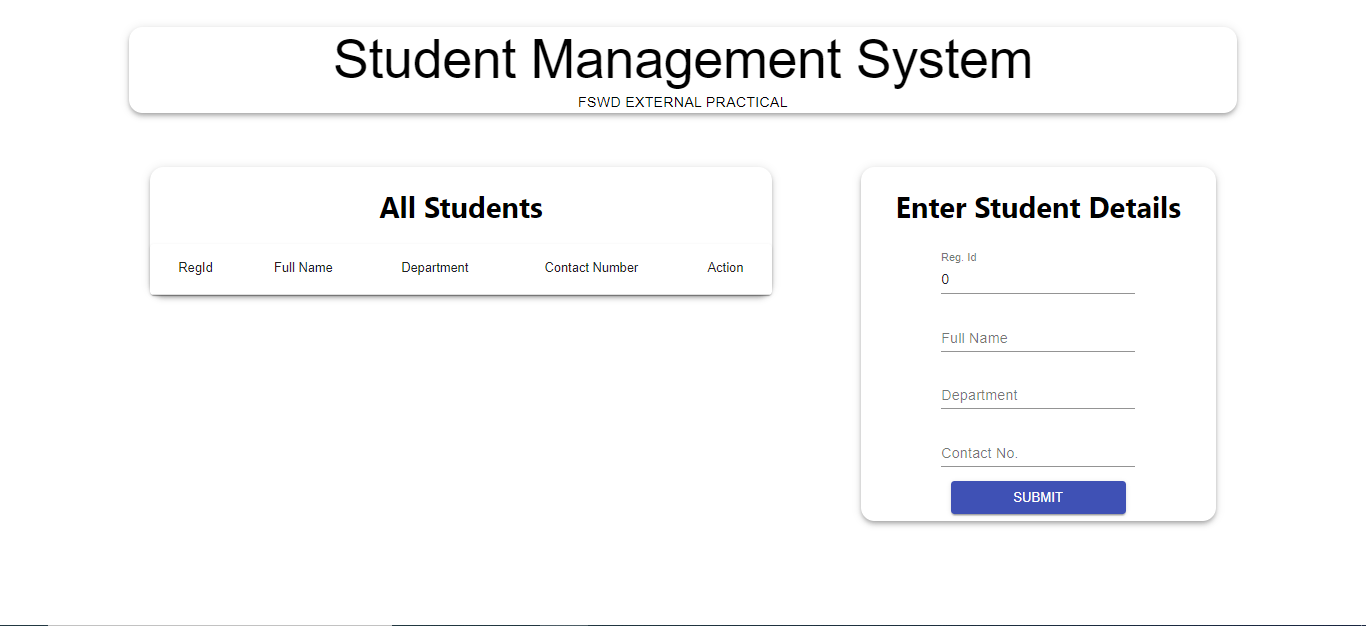 Student Management System
FSWD EXTERNAL PRACTICAL
All Students
RegId Full Name Department Contact Number Action
Enter Student Details
Reg. Id
0
Full Name
Department
Contact No.
SUBMIT